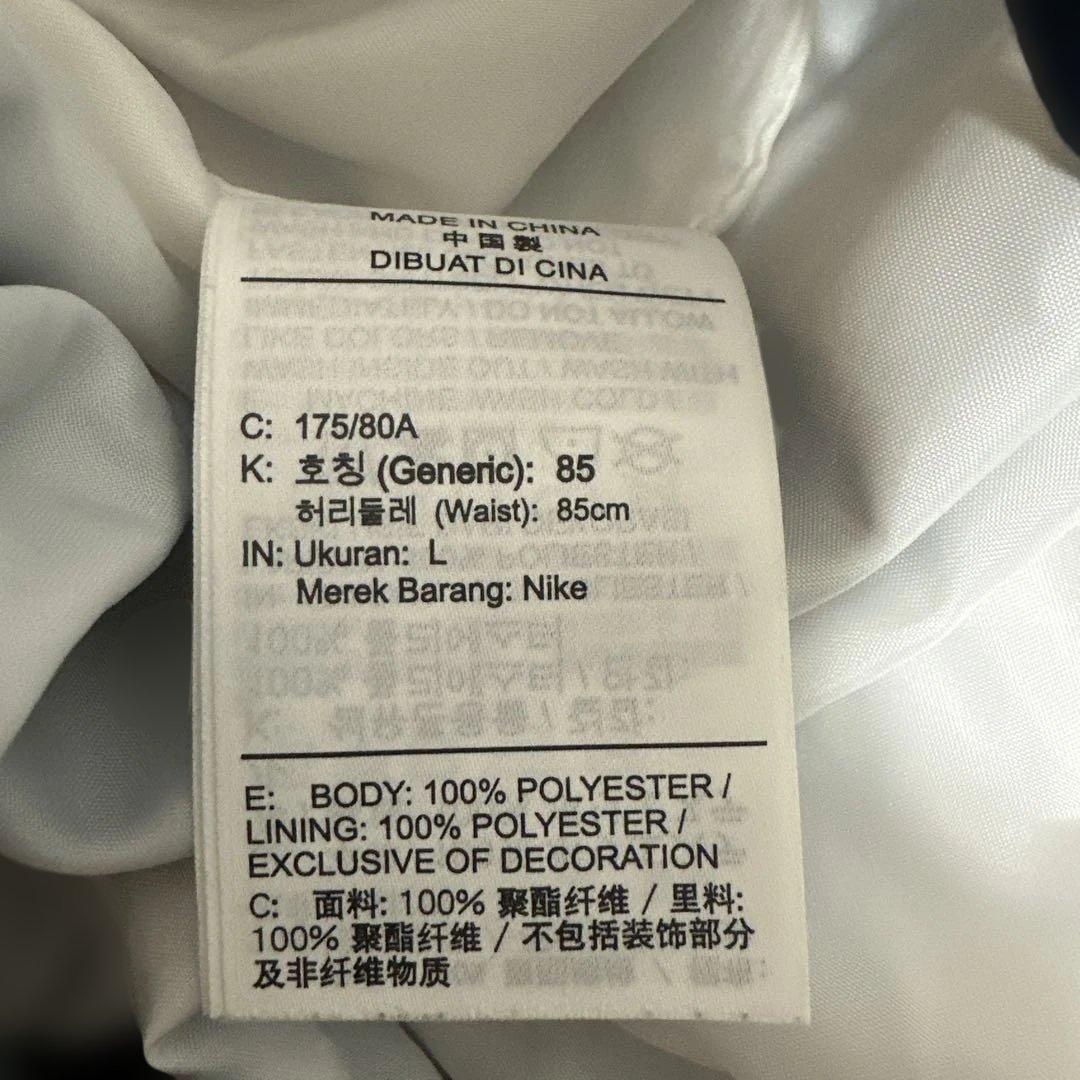 MADE IN CHINA
中国製
DIBUAT DI CINA
C: 175/80A
K: 호칭 (Generic): 85
허리둘레 (Waist): 85cm
IN: Ukuran: L
Merek Barang: Nike
E: BODY: 100% POLYESTER /
LINING: 100% POLYESTER /
EXCLUSIVE OF DECORATION
C: 面料: 100% 聚酯纤维 / 里料:
100% 聚酯纤维 / 不包括装饰部分
及非纤维物质